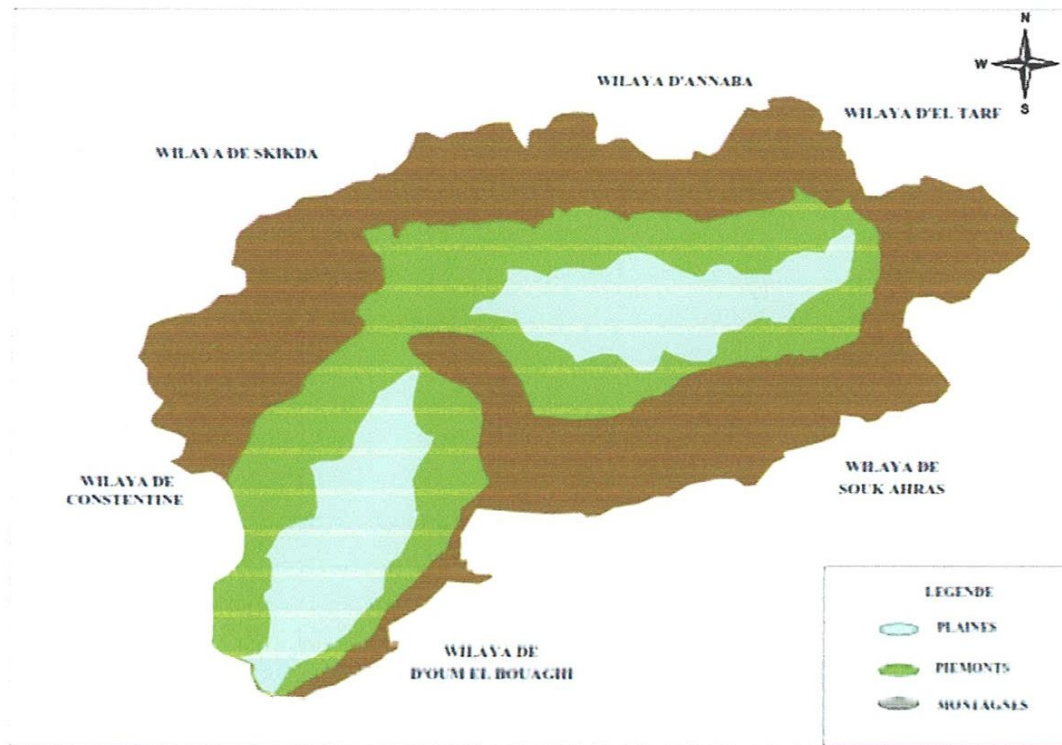 N
W E
S
WILAYA D'ANNABA
WILAYA D'EL TARF
WILAYA DE SKIKDA
WILAYA DE
CONSTENTINE
WILAYA DE
SOUK AHRAS
WILAYA DE
D'OUM EL BOUAGHI
LEGENDE
PLAINES
PIEMONTS
MONTAGNES